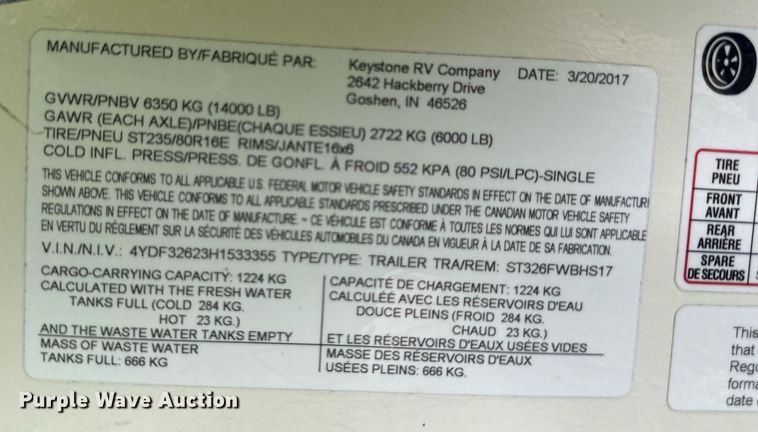 MANUFACTURED BY/FABRIQUÉ PAR: Keystone RV Company DATE: 3/20/2017
2642 Hackberry Drive
Goshen, IN 46526
GVWR/PNBV 6350 KG (14000 LB)
GAWR (EACH AXLE)/PNBE(CHAQUE ESSIEU) 2722 KG (6000 LB)
TIRE/PNEU ST235/80R16E RIMS/JANTE16x6
COLD INFL. PRESS/PRESS. DE GONFL. À FROID 552 KPA (80 PSI/LPC)-SINGLE
THIS VEHICLE CONFORMS TO ALL APPLICABLE U.S. FEDERAL MOTOR VEHICLE SAFETY STANDARDS IN EFFECT ON THE DATE OF MANUFACTUR
SHOWN ABOVE. THIS VEHICLE CONFORMS TO ALL APPLICABLE STANDARDS PRESCRIBED UNDER THE CANADIAN MOTOR VEHICLE SAFETY
REGULATIONS IN EFFECT ON THE DATE OF MANUFACTURE - CE VÉHICULE EST CONFORME À TOUTES LES NORMES QUI LUI SONT APPLICABLE
EN VERTU DU RÉGLEMENT SUR LA SÉCURITÉ DES VÉHICULES AUTOMOBILES DU CANADA EN VIGUEUR À LA DATE DE SA FABRICATION.
V.I.N./N.I.V.: 4YDF32623H1533355 TYPE/TYPE: TRAILER TRA/REM: ST326FWBHS17
CARGO-CARRYING CAPACITY: 1224 KG
CALCULATED WITH THE FRESH WATER
TANKS FULL (COLD 284 KG.
HOT 23 KG.)
AND THE WASTE WATER TANKS EMPTY
MASS OF WASTE WATER
TANKS FULL: 666 KG
CAPACITÉ DE CHARGEMENT: 1224 KG
CALCULÉE AVEC LES RÉSERVOIRS D'EAU
DOUCE PLEINS (FROID 284 KG.
CHAUD 23 KG.)
ET LES RÉSERVOIRS D'EAUX USÉES VIDES
MASSE DES RÉSERVOIRS D'EAUX
USÉES PLEINS: 666 KG.
TIRE
PNEU
FRONT
AVANT
REAR
ARRIÈRE
SPARE
DE SECOURS
This
that
Regu
forma
date
Purple Wave Auction